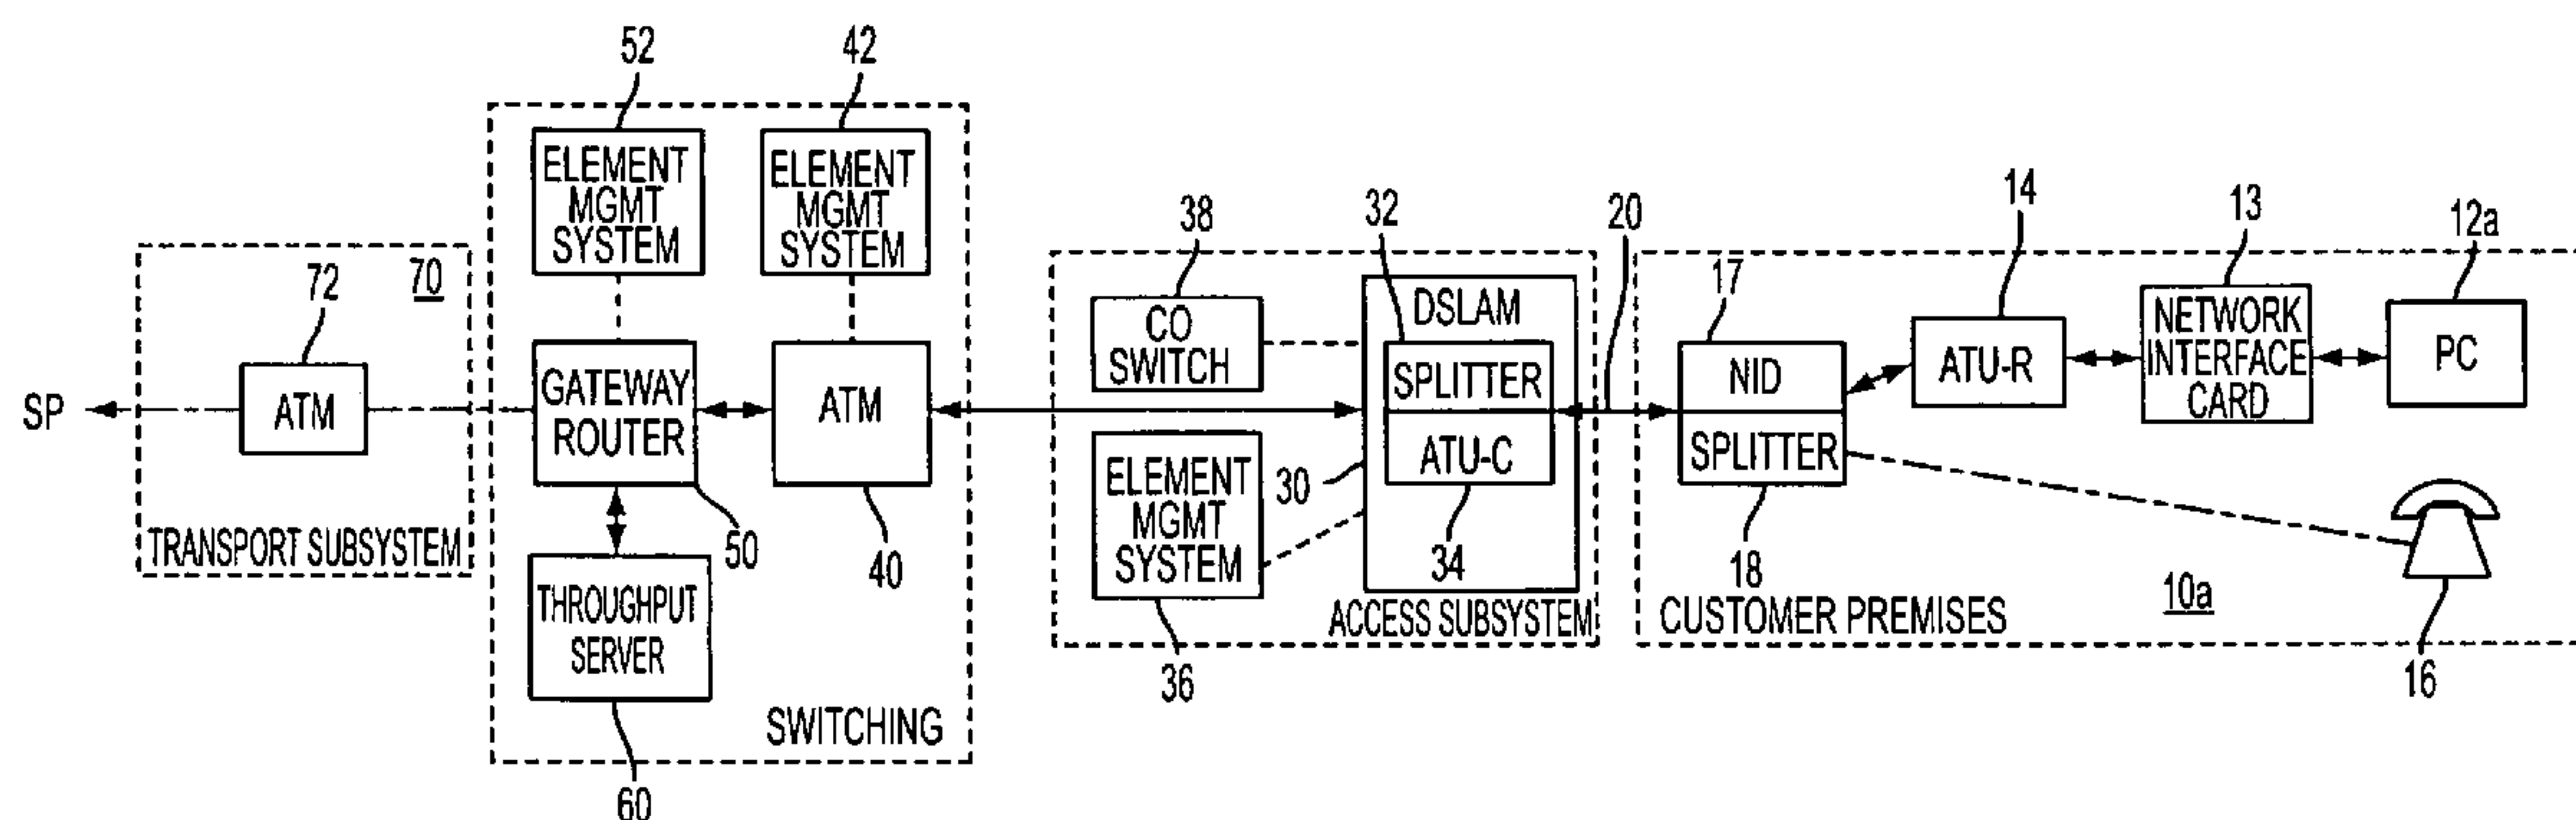 52
42
ELEMENT
MGMT
SYSTEM
ELEMENT
MGMT
SYSTEM
14
13
12a
38
32
20
17
70
72
CO
SWITCH
DSLAM
SPLITTER
ATU-C
NID
SPLITTER
ATU-R
NETWORK
INTERFACE
CARD
PC
SP
ATM
GATEWAY
ROUTER
ATM
ELEMENT
MGMT
SYSTEM
30
34
18
50
40
TRANSPORT SUBSYSTEM
THROUGHPUT
SERVER
ACCESS SUBSYSTEM
CUSTOMER PREMISES
10a
16
36
SWITCHING
60